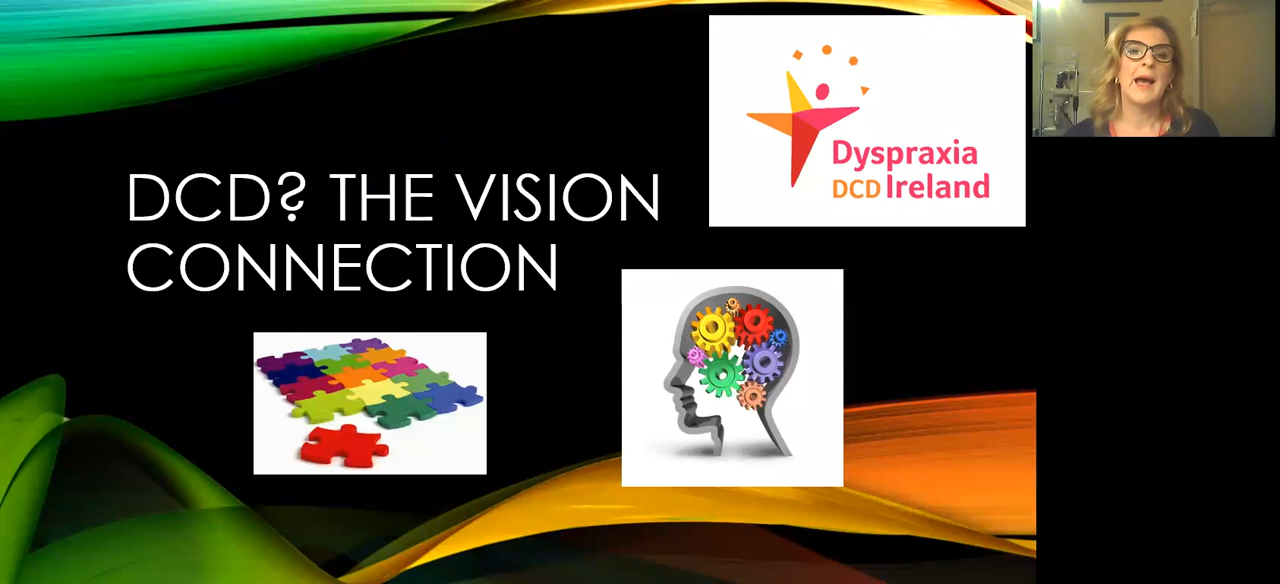 DCD? THE VISION
CONNECTION
Dyspraxia
DCD Ireland